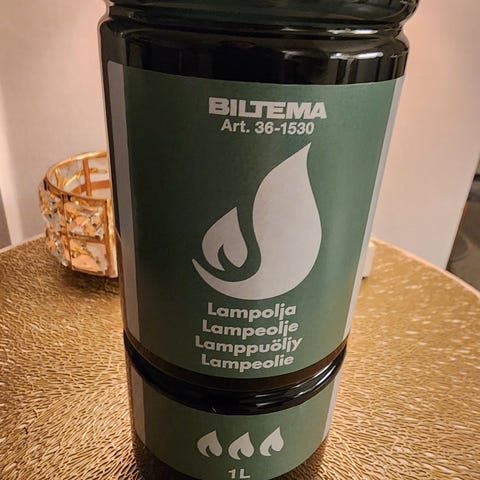 BILTEMA
Art. 36-1530
Lampolja
Lampeolje
Lamppuöljy
Lampeolie
1L